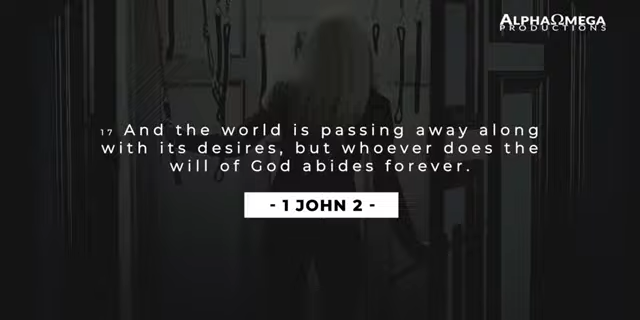 ALPHAΩMEGA
PRODUCTIONS
17 And the world is passing away along
with its desires, but whoever does the
will of God abides forever.
- 1 JOHN 2 -